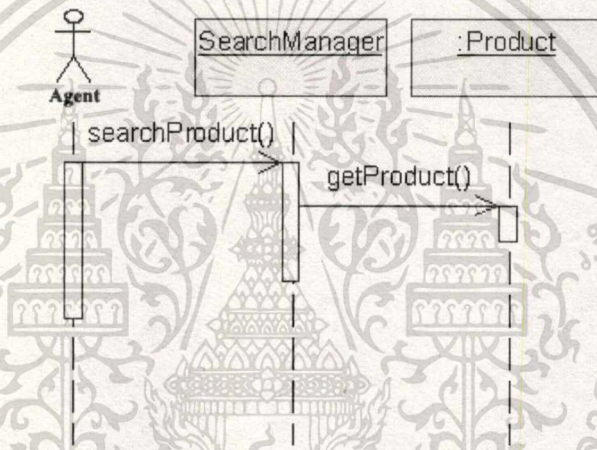 SearchManager
:Product
Agent
searchProduct()
getProduct()